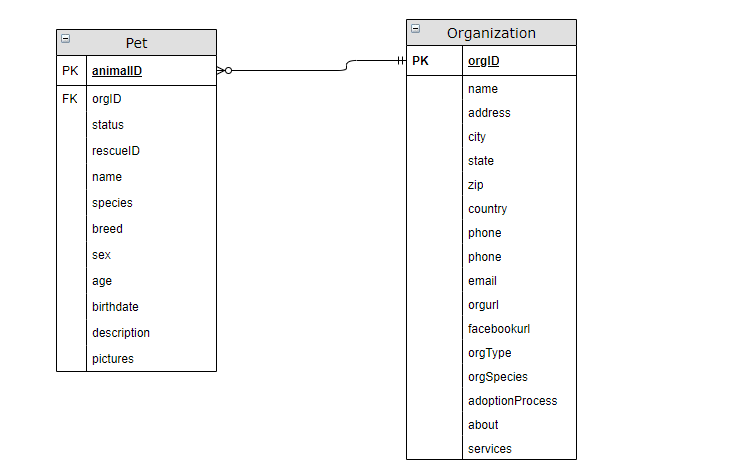 Pet
PK animalID
FK orgID
status
rescueID
name
species
breed
sex
age
birthdate
description
pictures
Organization
PK orgID
name
address
city
state
zip
country
phone
phone
email
orgurl
facebookurl
orgType
orgSpecies
adoptionProcess
about
services